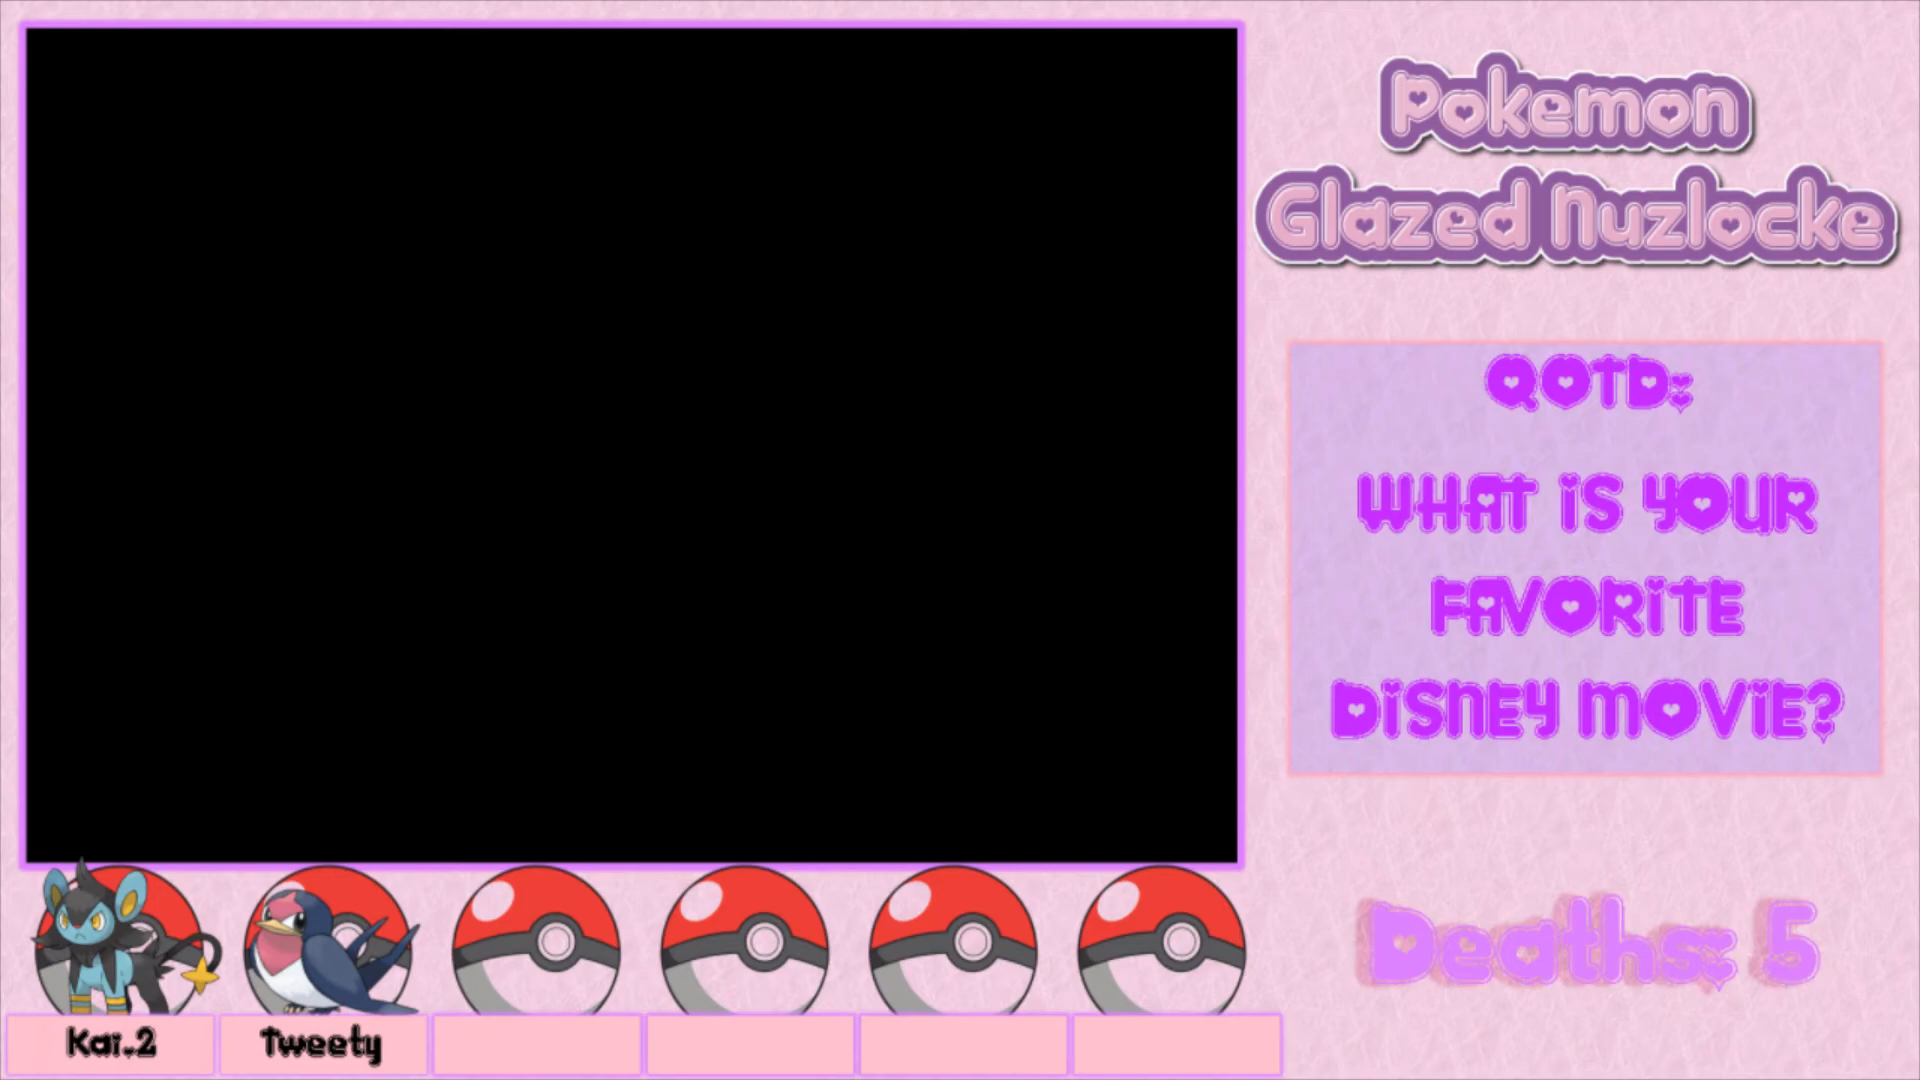 Pokemon
Glazed Nuzlocke
QOTD:
WHAT iS YOUR
FAVORiTE
DiSNEY MOViE?
Deaths: 5
Kai.2
Tweety